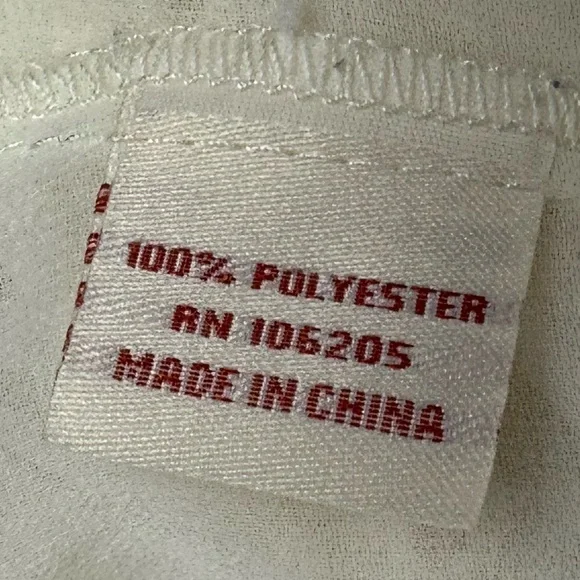 100% POLYESTER
RN 106205
MADE IN CHINA